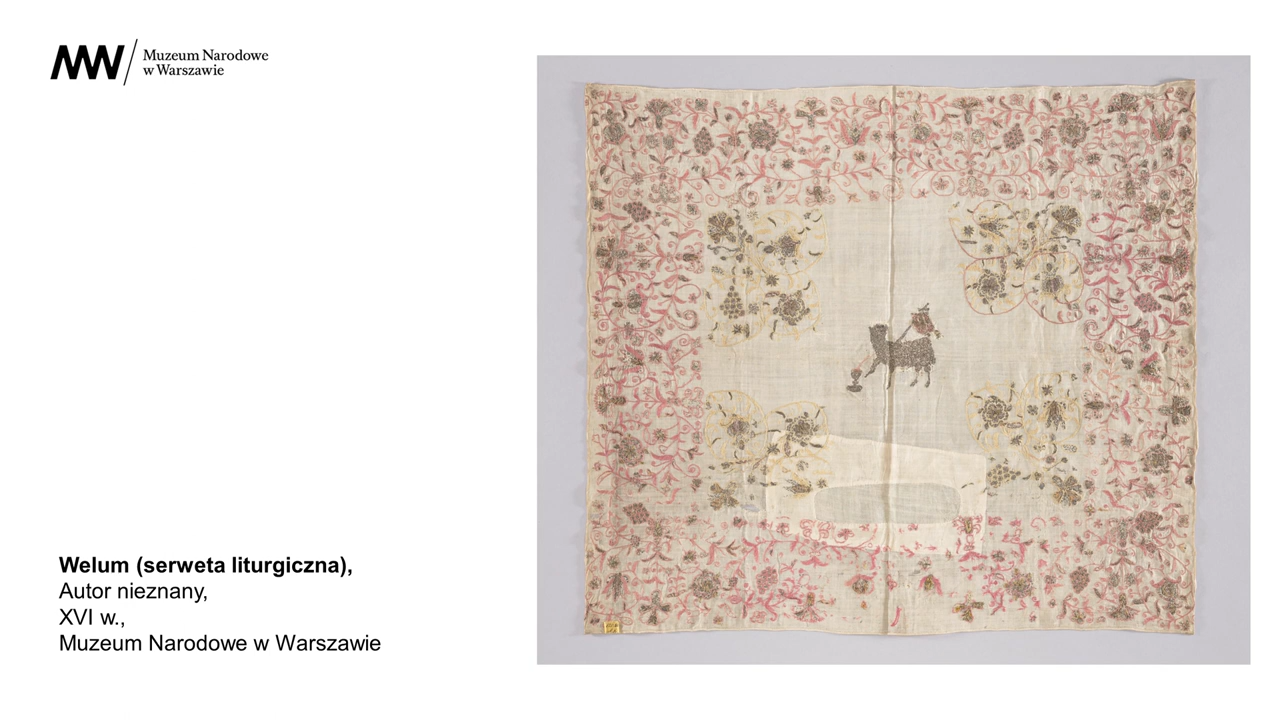 Muzeum Narodowe
w Warszawie
Welum (serweta liturgiczna),
Autor nieznany,
XVI w.,
Muzeum Narodowe w Warszawie